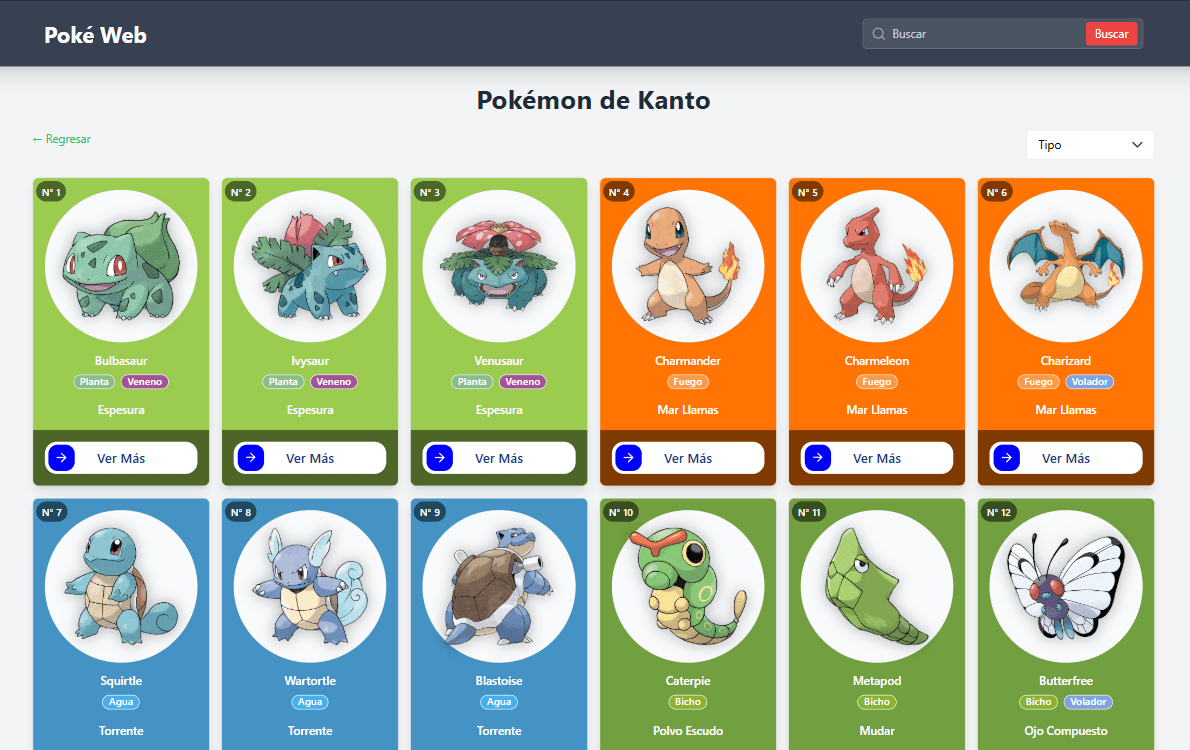 Poké Web
Buscar Buscar
Pokémon de Kanto
← Regresar
Tipo
N° 1 N° 2 N° 3 N° 4 N° 5 N° 6
Bulbasaur Ivysaur Venusaur Charmander Charmeleon Charizard
Planta Veneno Planta Veneno Planta Veneno Fuego Fuego Fuego Volador
Espesura Espesura Espesura Mar Llamas Mar Llamas Mar Llamas
Ver Más Ver Más Ver Más Ver Más Ver Más Ver Más
N° 7 N° 8 N° 9 N° 10 N° 11 N° 12
Squirtle Wartortle Blastoise Caterpie Metapod Butterfree
Agua Agua Agua Bicho Bicho Bicho Volador
Torrente Torrente Torrente Polvo Escudo Mudar Ojo Compuesto